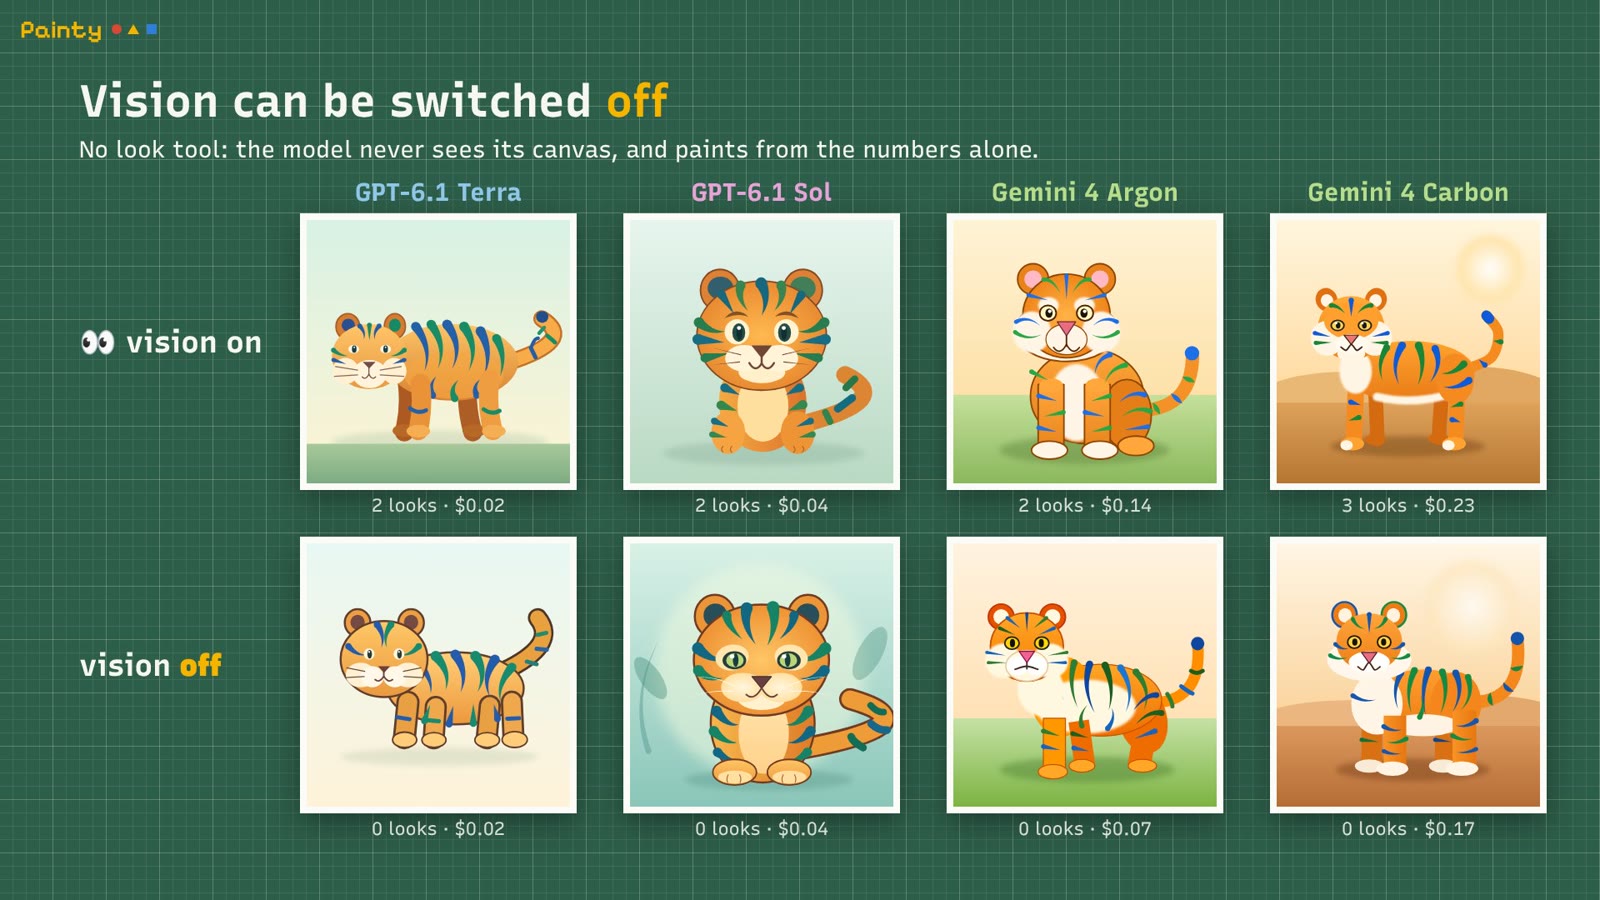 Painty
Vision can be switched off
No look tool: the model never sees its canvas, and paints from the numbers alone.
GPT-6.1 Terra
GPT-6.1 Sol
Gemini 4 Argon
Gemini 4 Carbon
👀 vision on
2 looks · $0.02
2 looks · $0.04
2 looks · $0.14
3 looks · $0.23
vision off
0 looks · $0.02
0 looks · $0.04
0 looks · $0.07
0 looks · $0.17